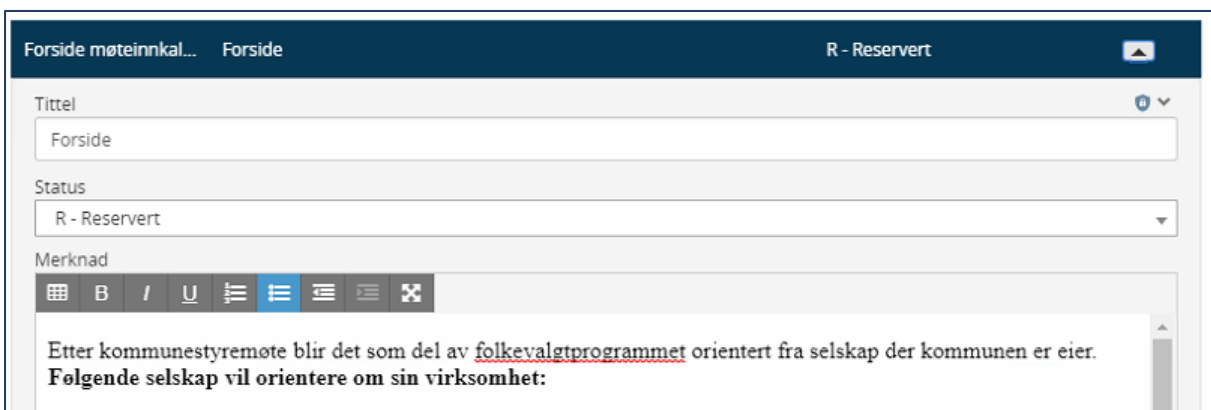 Forside møteinnkal... Forside R - Reservert
Tittel
Forside
Status
R - Reservert
Merknad
B I U
Etter kommunestyremøte blir det som del av folkevalgtprogrammet orientert fra selskap der kommunen er eier.
Følgende selskap vil orientere om sin virksomhet: